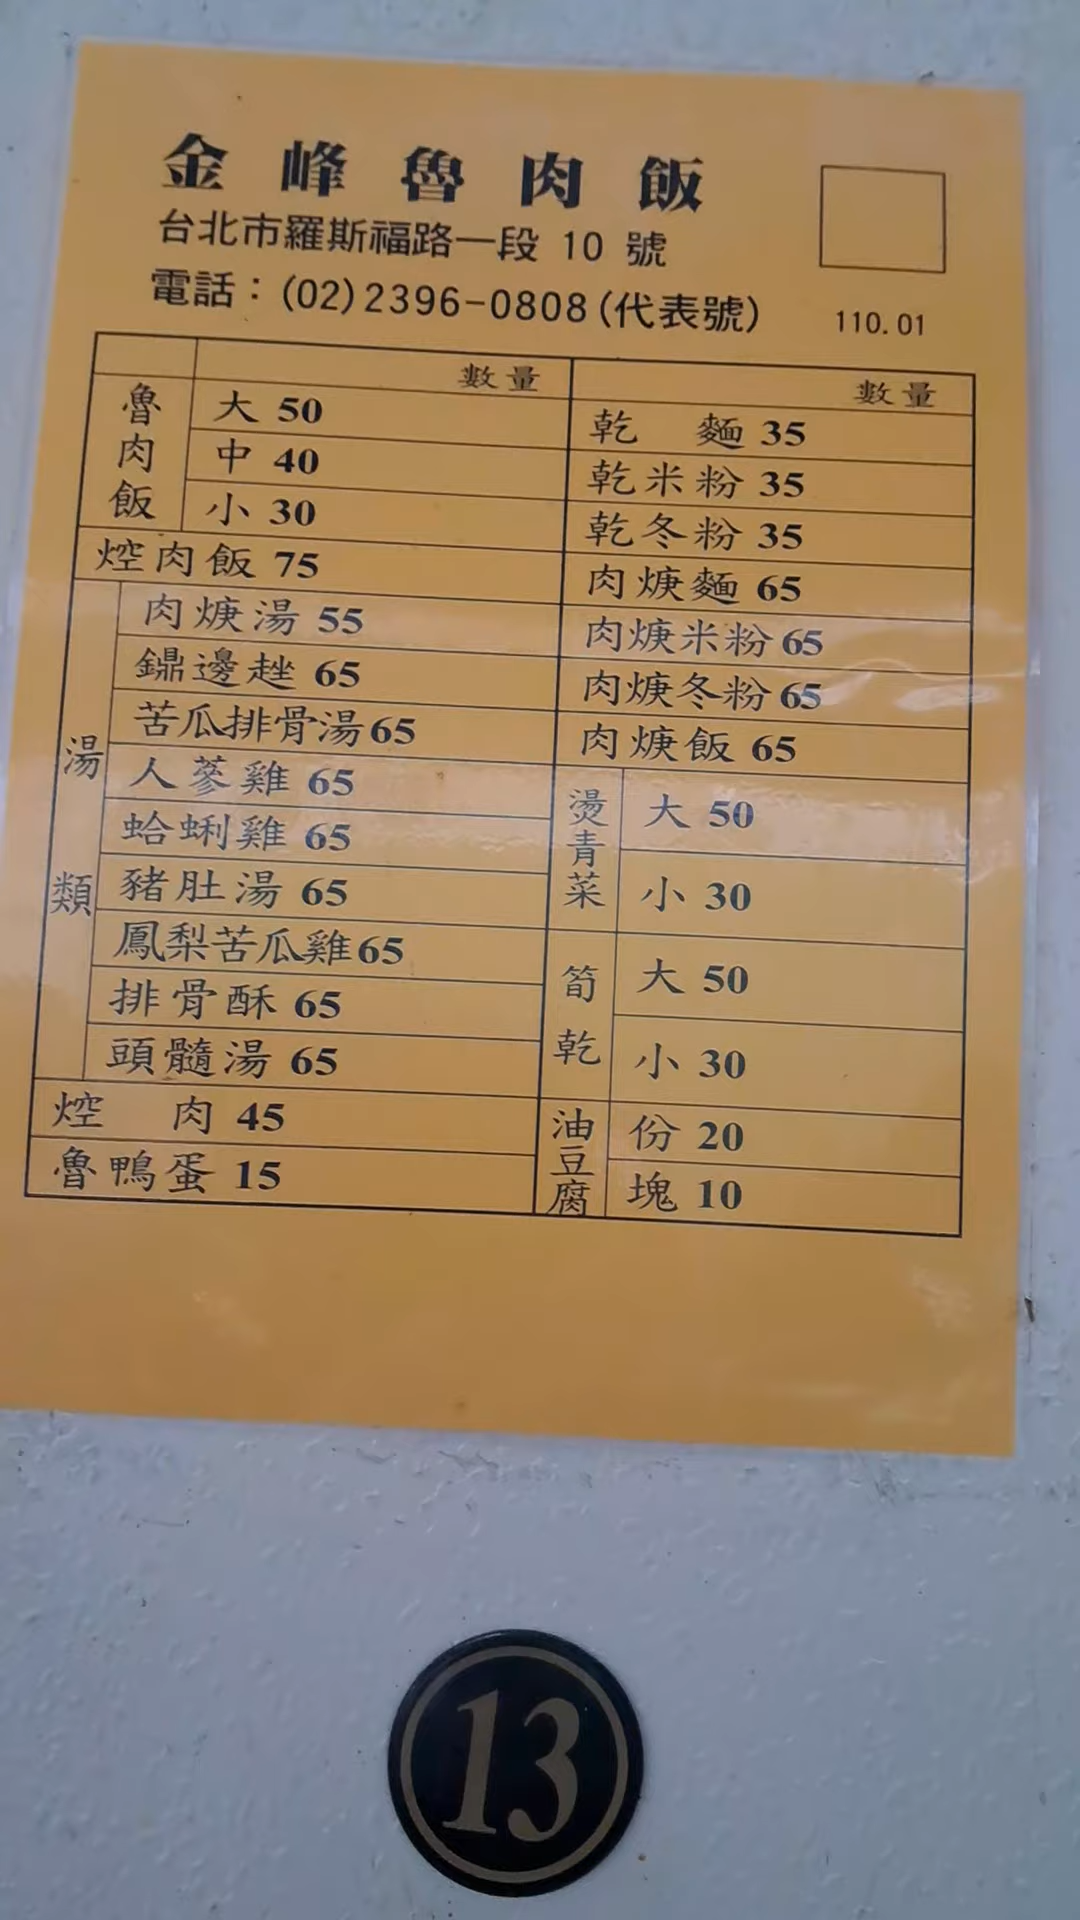 金峰魯肉飯
台北市羅斯福路一段 10 號
電話：(02)2396-0808(代表號)
110.01
數量
魯肉飯
大 50
中 40
小 30
焢肉飯 75
湯類
肉焿湯 55
鐤邊趖 65
苦瓜排骨湯65
人蔘雞 65
蛤蜊雞 65
豬肚湯 65
鳳梨苦瓜雞65
排骨酥 65
頭髓湯 65
焢 肉 45
魯鴨蛋 15
數量
乾 麵 35
乾米粉 35
乾冬粉 35
肉焿麵 65
肉焿米粉 65
肉焿冬粉 65
肉焿飯 65
燙青菜
大 50
小 30
筍乾
大 50
小 30
油豆腐
份 20
塊 10
13